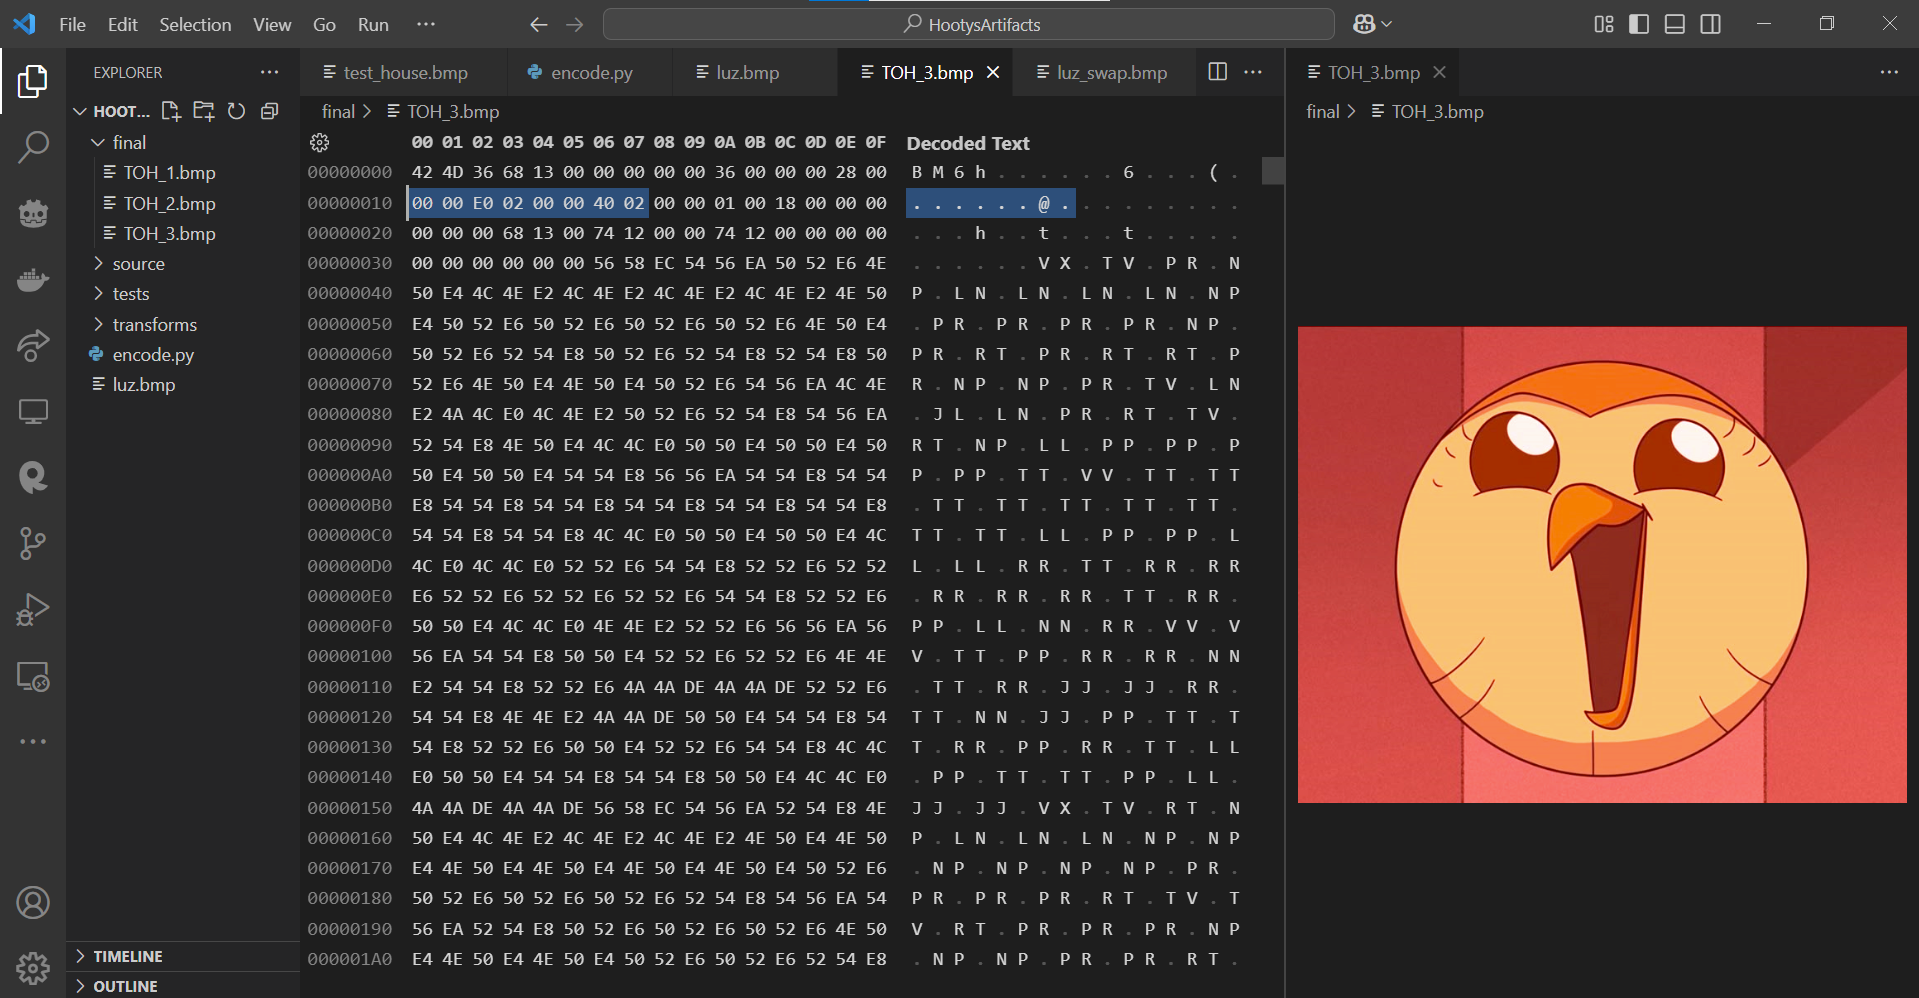 File Edit Selection View Go Run ··· HootysArtifacts
EXPLORER ···
HOOT...
final
TOH_1.bmp
TOH_2.bmp
TOH_3.bmp
source
tests
transforms
encode.py
luz.bmp
TIMELINE
OUTLINE
test_house.bmp encode.py luz.bmp TOH_3.bmp luz_swap.bmp ···
final > TOH_3.bmp
00 01 02 03 04 05 06 07 08 09 0A 0B 0C 0D 0E 0F Decoded Text
00000000 42 4D 36 68 13 00 00 00 00 00 36 00 00 00 28 00 B M 6 h . . . . . . 6 . . . ( .
00000010 00 00 E0 02 00 00 40 02 00 00 01 00 18 00 00 00 . . . . . . @ . . . . . . . . .
00000020 00 00 00 68 13 00 74 12 00 00 74 12 00 00 00 00 . . . h . . t . . . t . . . . .
00000030 00 00 00 00 00 00 56 58 EC 54 56 EA 50 52 E6 4E . . . . . . V X . T V . P R . N
00000040 50 E4 4C 4E E2 4C 4E E2 4C 4E E2 4C 4E E2 4E 50 P . L N . L N . L N . L N . N P
00000050 E4 50 52 E6 50 52 E6 50 52 E6 50 52 E6 4E 50 E4 . P R . P R . P R . P R . N P .
00000060 50 52 E6 52 54 E8 50 52 E6 52 54 E8 52 54 E8 50 P R . R T . P R . R T . R T . P
00000070 52 E6 4E 50 E4 4E 50 E4 50 52 E6 54 56 EA 4C 4E R . N P . N P . P R . T V . L N
00000080 E2 4A 4C E0 4C 4E E2 50 52 E6 52 54 E8 54 56 EA . J L . L N . P R . R T . T V .
00000090 52 54 E8 4E 50 E4 4C 4C E0 50 50 E4 50 50 E4 50 R T . N P . L L . P P . P P . P
000000A0 50 E4 50 50 E4 54 54 E8 56 56 EA 54 54 E8 54 54 P . P P . T T . V V . T T . T T
000000B0 E8 54 54 E8 54 54 E8 54 54 E8 54 54 E8 54 54 E8 . T T . T T . T T . T T . T T .
000000C0 54 54 E8 54 54 E8 4C 4C E0 50 50 E4 50 50 E4 4C T T . T T . L L . P P . P P . L
000000D0 4C E0 4C 4C E0 52 52 E6 54 54 E8 52 52 E6 52 52 L . L L . R R . T T . R R . R R
000000E0 E6 52 52 E6 52 52 E6 52 52 E6 54 54 E8 52 52 E6 . R R . R R . R R . T T . R R .
000000F0 50 50 E4 4C 4C E0 4E 4E E2 52 52 E6 56 56 EA 56 P P . L L . N N . R R . V V . V
00000100 56 EA 54 54 E8 50 50 E4 52 52 E6 52 52 E6 4E 4E V . T T . P P . R R . R R . N N
00000110 E2 54 54 E8 52 52 E6 4A 4A DE 4A 4A DE 52 52 E6 . T T . R R . J J . J J . R R .
00000120 54 54 E8 4E 4E E2 4A 4A DE 50 50 E4 54 54 E8 54 T T . N N . J J . P P . T T . T
00000130 54 E8 52 52 E6 50 50 E4 52 52 E6 54 54 E8 4C 4C T . R R . P P . R R . T T . L L
00000140 E0 50 50 E4 54 54 E8 54 54 E8 50 50 E4 4C 4C E0 . P P . T T . T T . P P . L L .
00000150 4A 4A DE 4A 4A DE 56 58 EC 54 56 EA 52 54 E8 4E J J . J J . V X . T V . R T . N
00000160 50 E4 4C 4E E2 4C 4E E2 4C 4E E2 4E 50 E4 4E 50 P . L N . L N . L N . N P . N P
00000170 E4 4E 50 E4 4E 50 E4 4E 50 E4 4E 50 E4 50 52 E6 . N P . N P . N P . N P . P R .
00000180 50 52 E6 50 52 E6 50 52 E6 52 54 E8 54 56 EA 54 P R . P R . P R . R T . T V . T
00000190 56 EA 52 54 E8 50 52 E6 50 52 E6 50 52 E6 4E 50 V . R T . P R . P R . P R . N P
000001A0 E4 4E 50 E4 4E 50 E4 50 52 E6 50 52 E6 52 54 E8 . N P . N P . P R . P R . R T .
TOH_3.bmp ···
final > TOH_3.bmp